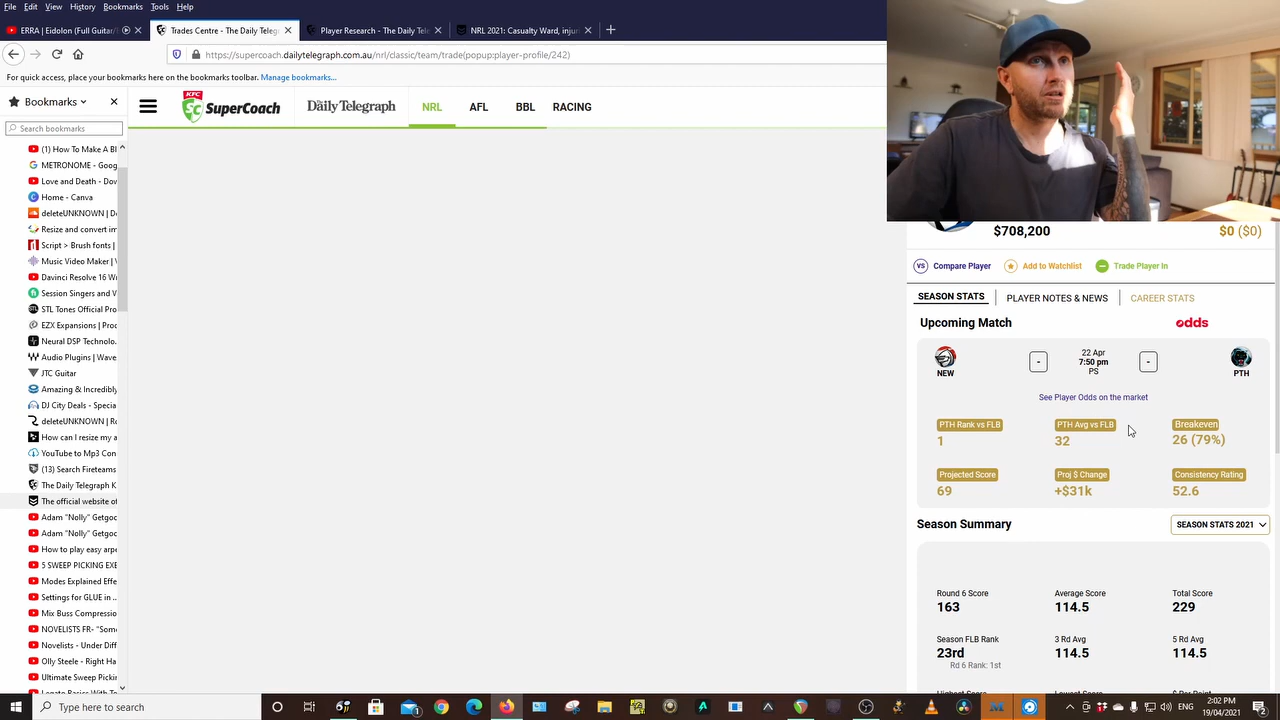 File Edit View History Bookmarks Tools Help
ERRA | Eidolon (Full Guitar/
Trades Centre - The Daily Teleg
Player Research - The Daily Tel
NRL 2021: Casualty Ward, injur
https://supercoach.dailytelegraph.com.au/nrl/classic/team/trade(popup:player-profile/242)
For quick access, place your bookmarks here on the bookmarks toolbar. Manage bookmarks...
Bookmarks
Search bookmarks
KFC SC SuperCoach
The Daily Telegraph
NRL AFL BBL RACING
(1) How To Make A Bl
METRONOME - Goog
Love and Death - Dov
Home - Canva
deleteUNKNOWN | D
Resize and convert im
Script > Brush fonts |
Music Video Maker | V
Davinci Resolve 16 Wi
Session Singers and V
STL Tones Official Pro
EZX Expansions | Proc
Neural DSP Technolo.
Audio Plugins | Wave
JTC Guitar
Amazing & Incredibly
DJ City Deals - Specia
deleteUNKNOWN | R
How can I resize my a
YouTube to Mp3 Con
(13) Search Fireteams
The Daily Telegraph K
The official website of
Adam "Nolly" Getgoo
Adam "Nolly" Getgoo
How to play easy arpe
5 SWEEP PICKING EXE
Modes Explained Effe
Settings for GLUE in ..
Mix Buss Compressio
NOVELISTS FR- "Som
Novelists - Under Diff
Olly Steele - Right Ha
Ultimate Sweep Pickin
Legato Basics With To
$708,200
$0 ($0)
VS Compare Player
Add to Watchlist
Trade Player In
SEASON STATS
PLAYER NOTES & NEWS
CAREER STATS
Upcoming Match
odds
NEW
-
22 Apr
7:50 pm
PS
-
PTH
See Player Odds on the market
PTH Rank vs FLB
1
PTH Avg vs FLB
32
Breakeven
26 (79%)
Projected Score
69
Proj $ Change
+$31k
Consistency Rating
52.6
Season Summary
SEASON STATS 2021
Round 6 Score
163
Average Score
114.5
Total Score
229
Season FLB Rank
23rd
Rd 6 Rank: 1st
3 Rd Avg
114.5
5 Rd Avg
114.5
Type here to search
2:02 PM
19/04/2021